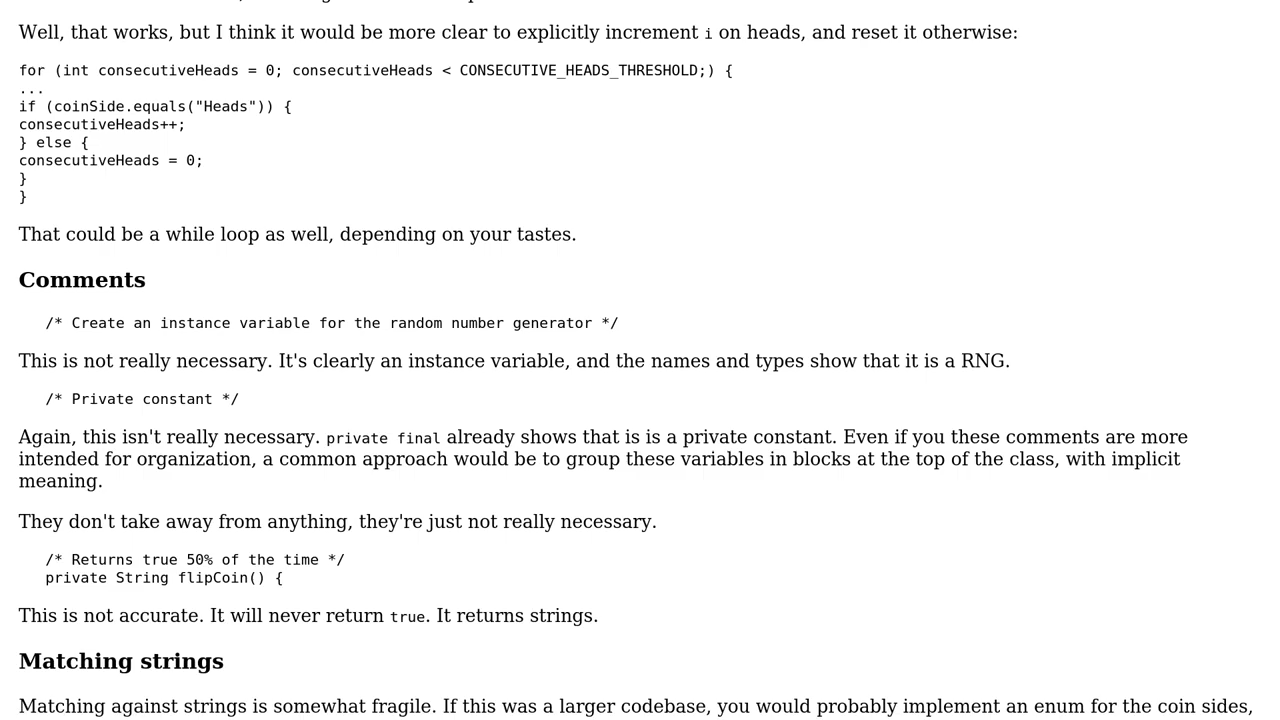 Well, that works, but I think it would be more clear to explicitly increment i on heads, and reset it otherwise:
for (int consecutiveHeads = 0; consecutiveHeads < CONSECUTIVE_HEADS_THRESHOLD;) {
...
if (coinSide.equals("Heads")) {
consecutiveHeads++;
} else {
consecutiveHeads = 0;
}
}
That could be a while loop as well, depending on your tastes.
Comments
/* Create an instance variable for the random number generator */
This is not really necessary. It's clearly an instance variable, and the names and types show that it is a RNG.
/* Private constant */
Again, this isn't really necessary. private final already shows that is is a private constant. Even if you these comments are more
intended for organization, a common approach would be to group these variables in blocks at the top of the class, with implicit
meaning.
They don't take away from anything, they're just not really necessary.
/* Returns true 50% of the time */
private String flipCoin() {
This is not accurate. It will never return true. It returns strings.
Matching strings
Matching against strings is somewhat fragile. If this was a larger codebase, you would probably implement an enum for the coin sides,